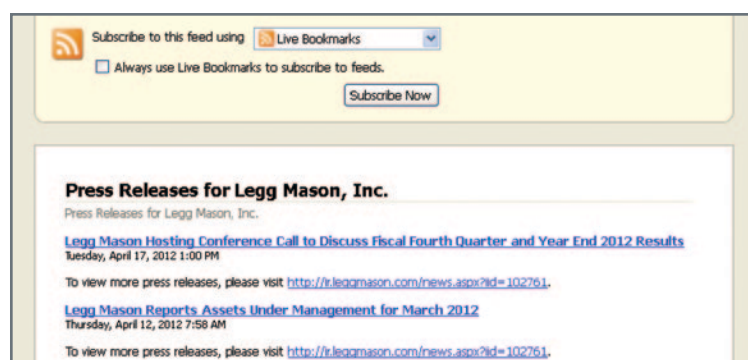 Subscribe to this feed using Live Bookmarks
Always use Live Bookmarks to subscribe to feeds.
Subscribe Now
Press Releases for Legg Mason, Inc.
Press Releases for Legg Mason, Inc.
Legg Mason Hosting Conference Call to Discuss Fiscal Fourth Quarter and Year End 2012 Results
Tuesday, April 17, 2012 1:00 PM
To view more press releases, please visit http://ir.leggmason.com/news.aspx?iid=102761.
Legg Mason Reports Assets Under Management for March 2012
Thursday, April 12, 2012 7:58 AM
To view more press releases, please visit http://ir.leggmason.com/news.aspx?iid=102761.